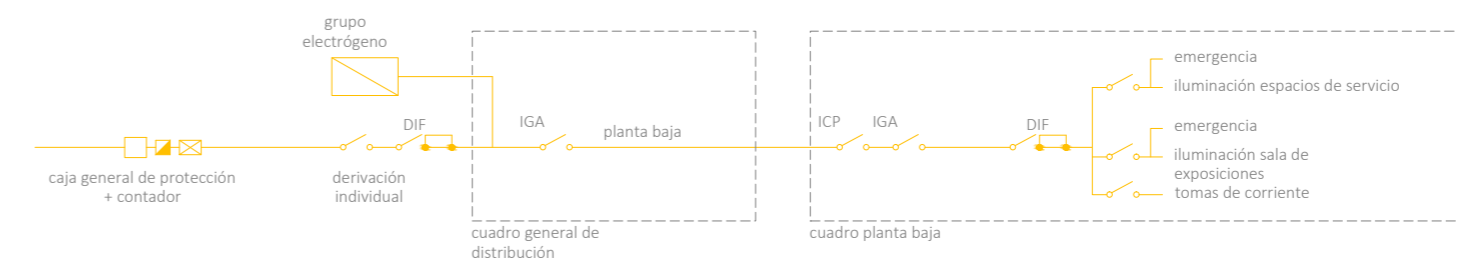 grupo
electrógeno
emergencia
iluminación espacios de servicio
DIF
IGA
planta baja
ICP
IGA
DIF
emergencia
iluminación sala de
exposiciones
tomas de corriente
caja general de protección
+ contador
derivación
individual
cuadro general de
distribución
cuadro planta baja